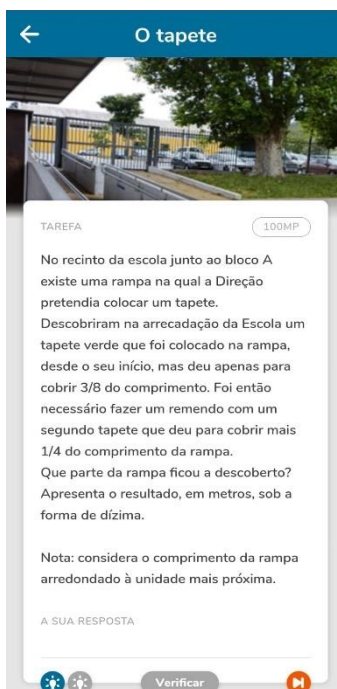 O tapete
TAREFA
100MP
No recinto da escola junto ao bloco A
existe uma rampa na qual a Direção
pretendia colocar um tapete.
Descobriram na arrecadação da Escola um
tapete verde que foi colocado na rampa,
desde o seu início, mas deu apenas para
cobrir 3/8 do comprimento. Foi então
necessário fazer um remendo com um
segundo tapete que deu para cobrir mais
1/4 do comprimento da rampa.
Que parte da rampa ficou a descoberto?
Apresenta o resultado, em metros, sob a
forma de dízima.
Nota: considera o comprimento da rampa
arredondado à unidade mais próxima.
A SUA RESPOSTA
Verificar